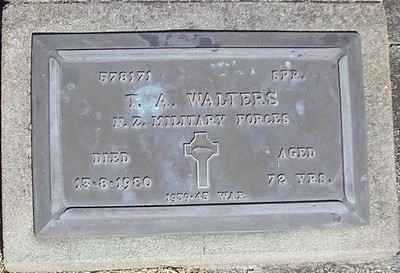 578171 SPR.
T. A. WALTERS
N. Z. MILITARY FORCES
DIED AGED
13·8·1980 72 YRS.
1939-45 WAR